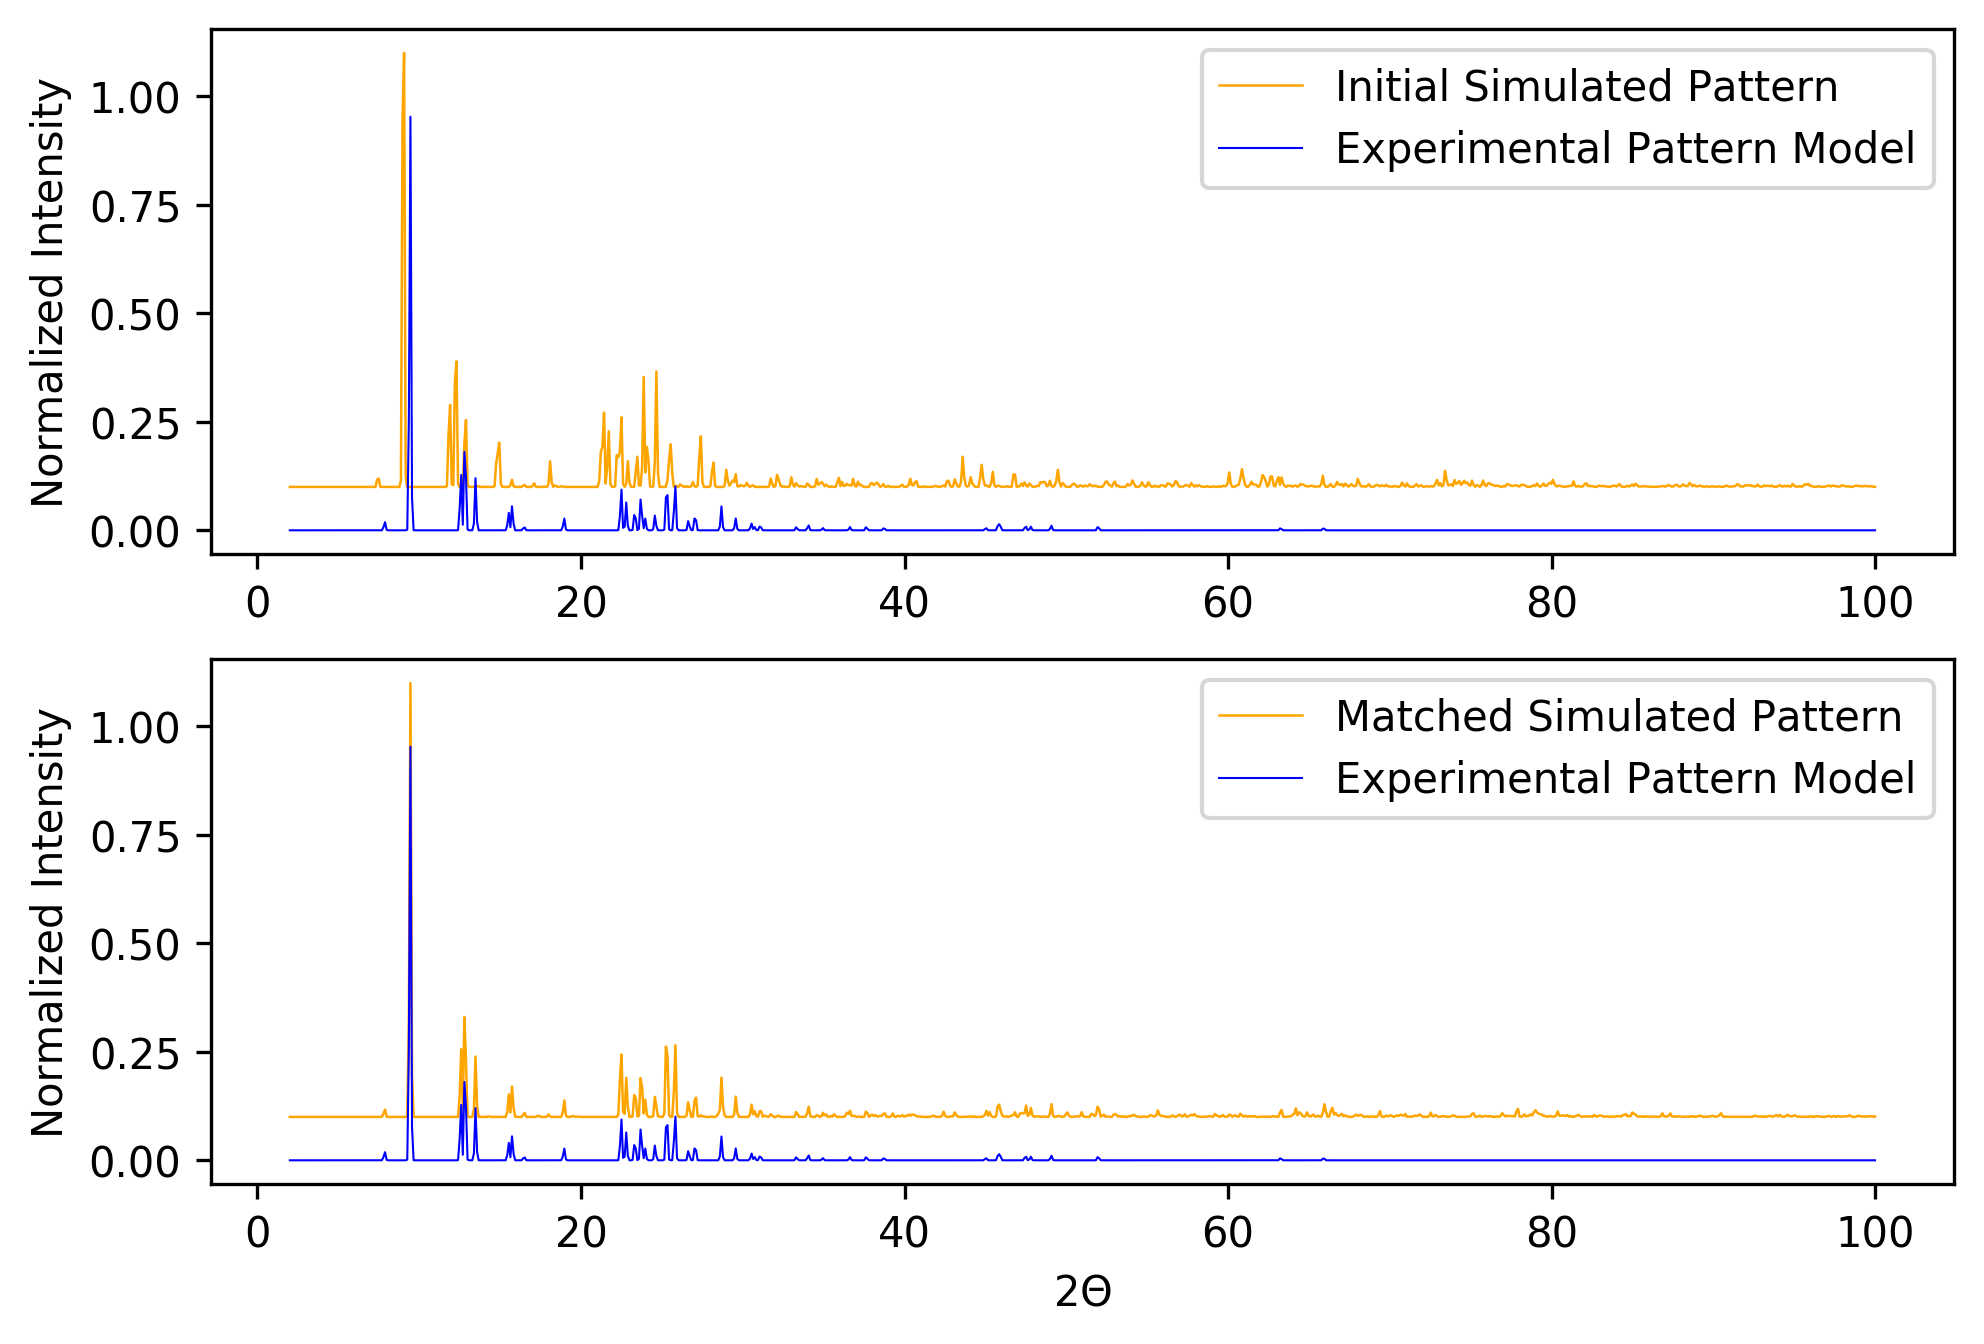 Normalized Intensity
1.00
0.75
0.50
0.25
0.00
Initial Simulated Pattern
Experimental Pattern Model
0 20 40 60 80 100
Normalized Intensity
1.00
0.75
0.50
0.25
0.00
Matched Simulated Pattern
Experimental Pattern Model
0 20 40 60 80 100
2Θ